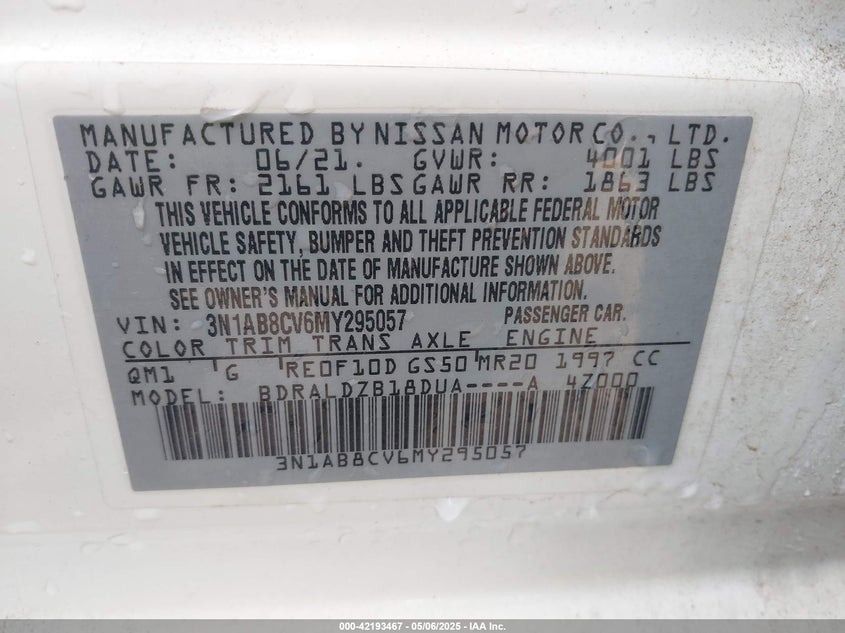 MANUFACTURED BY NISSAN MOTOR CO., LTD.
DATE: 06/21. GVWR: 4001 LBS
GAWR FR: 2161 LBS GAWR RR: 1863 LBS
THIS VEHICLE CONFORMS TO ALL APPLICABLE FEDERAL MOTOR
VEHICLE SAFETY, BUMPER AND THEFT PREVENTION STANDARDS
IN EFFECT ON THE DATE OF MANUFACTURE SHOWN ABOVE.
SEE OWNER'S MANUAL FOR ADDITIONAL INFORMATION.
VIN: 3N1AB8CV6MY295057 PASSENGER CAR.
COLOR TRIM TRANS AXLE ENGINE
QM1 G RE0F10D GS50 MR20 1997 CC
MODEL: BDRALDZB18DUA----A 4Z000
3N1AB8CV6MY295057
000-42193467 - 05/06/2025 - IAA Inc.